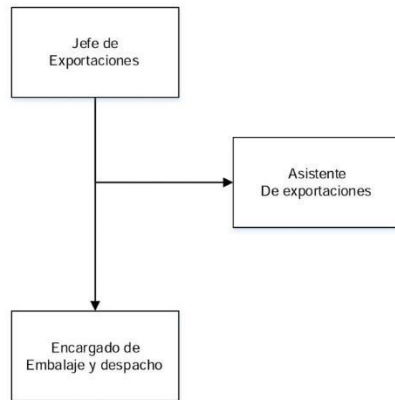 Jefe de
Exportaciones
Asistente
De exportaciones
Encargado de
Embalaje y despacho